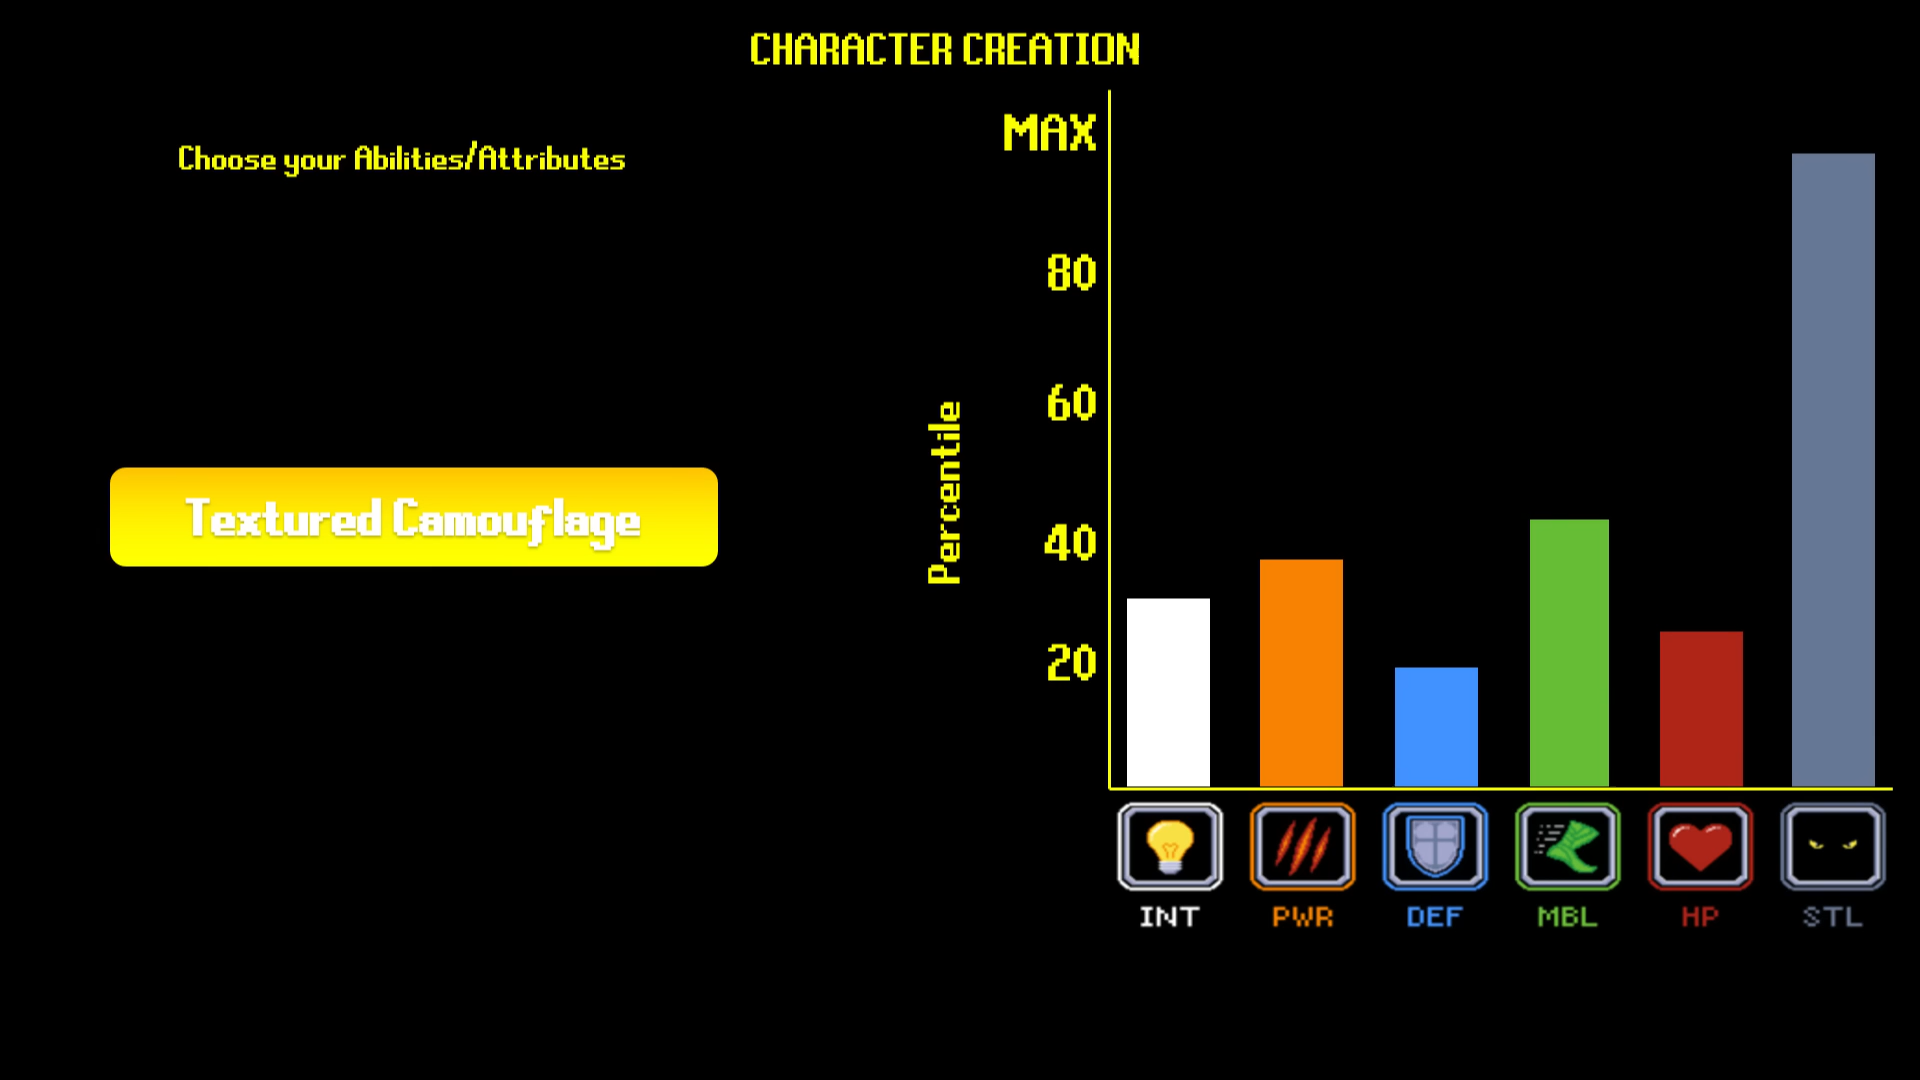 CHARACTER CREATION
Choose your Abilities/Attributes
Textured Camouflage
Percentile
MAX
80
60
40
20
INT PWR DEF MBL HP STL